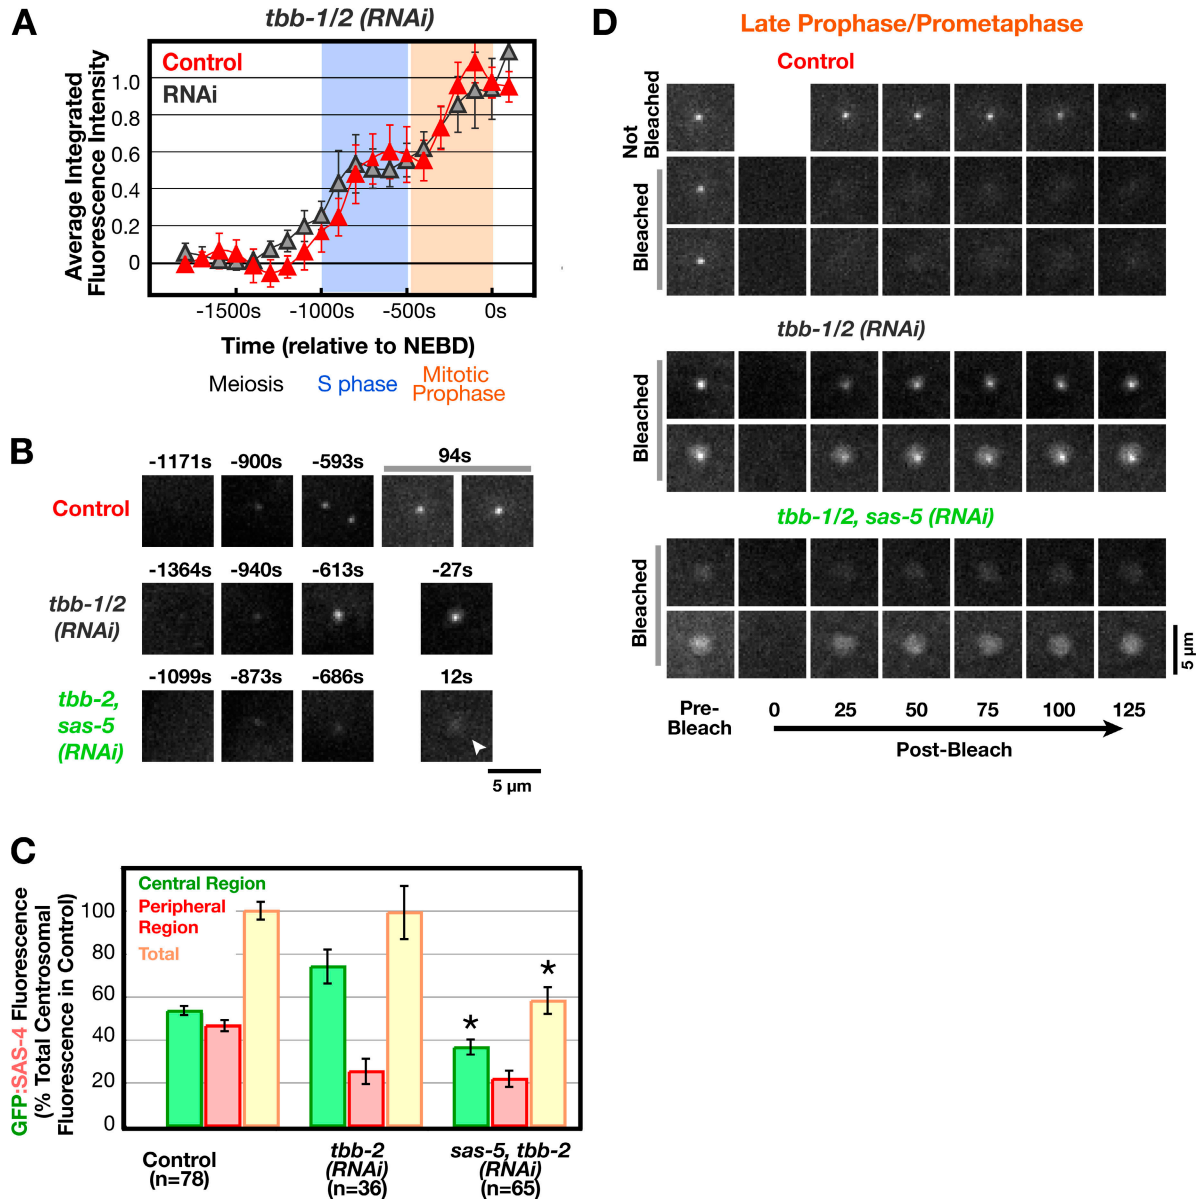 A
tbb-1/2 (RNAi)
Control
RNAi
Average Integrated
Fluorescence Intensity
1.0
0.8
0.6
0.4
0.2
0
-1500s
-1000s
-500s
0s
Time (relative to NEBD)
Meiosis
S phase
Mitotic
Prophase
B
-1171s
-900s
-593s
94s
Control
-1364s
-940s
-613s
-27s
tbb-1/2
(RNAi)
-1099s
-873s
-686s
12s
tbb-2,
sas-5
(RNAi)
5 µm
C
GFP:SAS-4 Fluorescence
(% Total Centrosomal
Fluorescence in Control)
Central Region
Peripheral
Region
Total
100
80
60
40
20
0
*
*
Control
(n=78)
tbb-2
(RNAi)
(n=36)
sas-5, tbb-2
(RNAi)
(n=65)
D
Late Prophase/Prometaphase
Control
Not
Bleached
Bleached
tbb-1/2 (RNAi)
Bleached
tbb-1/2, sas-5 (RNAi)
Bleached
5 µm
Pre-
Bleach
0
25
50
75
100
125
Post-Bleach